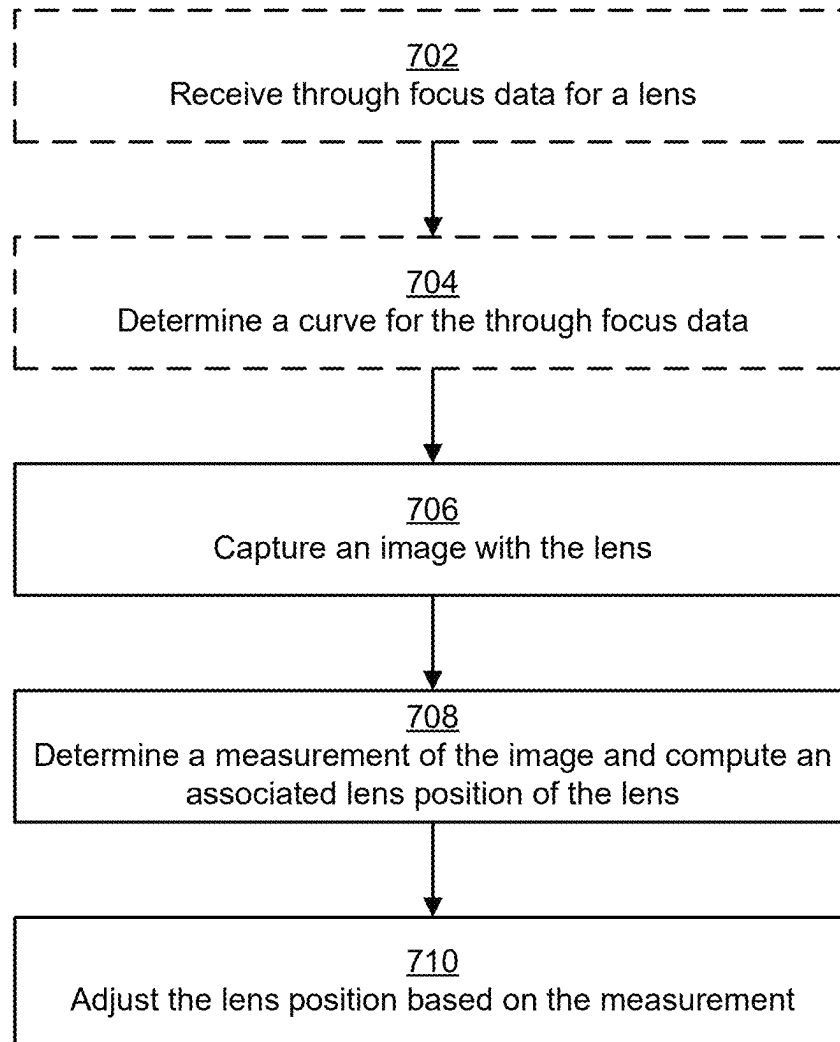 702
Receive through focus data for a lens
704
Determine a curve for the through focus data
706
Capture an image with the lens
708
Determine a measurement of the image and compute an
associated lens position of the lens
710
Adjust the lens position based on the measurement